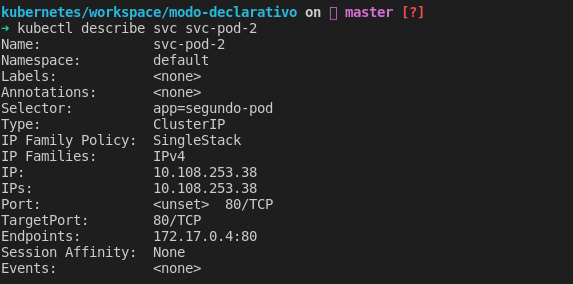 kubernetes/workspace/modo-declarativo on master [?]
→ kubectl describe svc svc-pod-2
Name: svc-pod-2
Namespace: default
Labels: <none>
Annotations: <none>
Selector: app=segundo-pod
Type: ClusterIP
IP Family Policy: SingleStack
IP Families: IPv4
IP: 10.108.253.38
IPs: 10.108.253.38
Port: <unset> 80/TCP
TargetPort: 80/TCP
Endpoints: 172.17.0.4:80
Session Affinity: None
Events: <none>